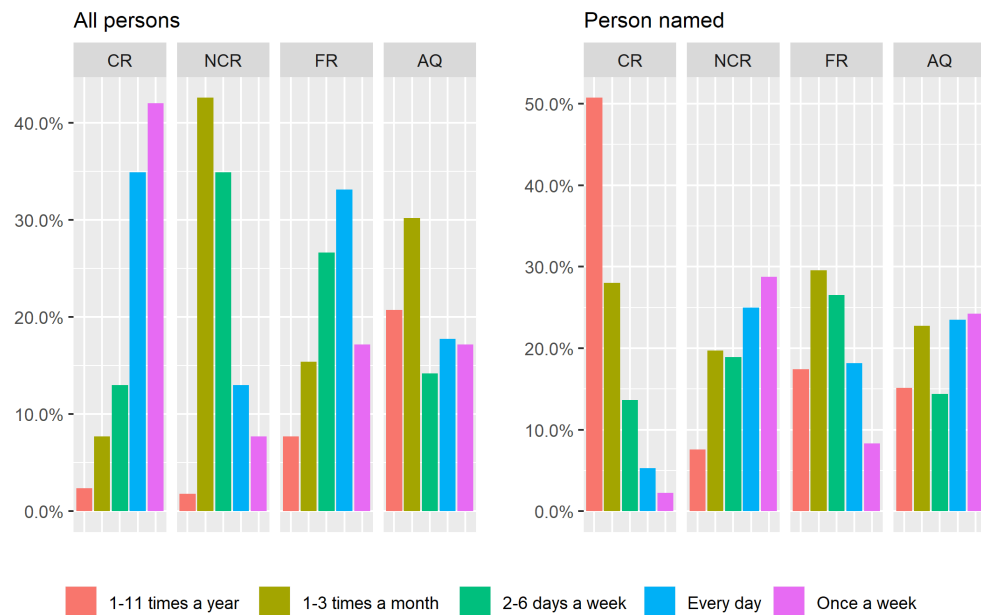 All persons
Person named
CR NCR FR AQ
CR NCR FR AQ
40.0%
30.0%
20.0%
10.0%
0.0%
50.0%
40.0%
30.0%
20.0%
10.0%
0.0%
1-11 times a year 1-3 times a month 2-6 days a week Every day Once a week